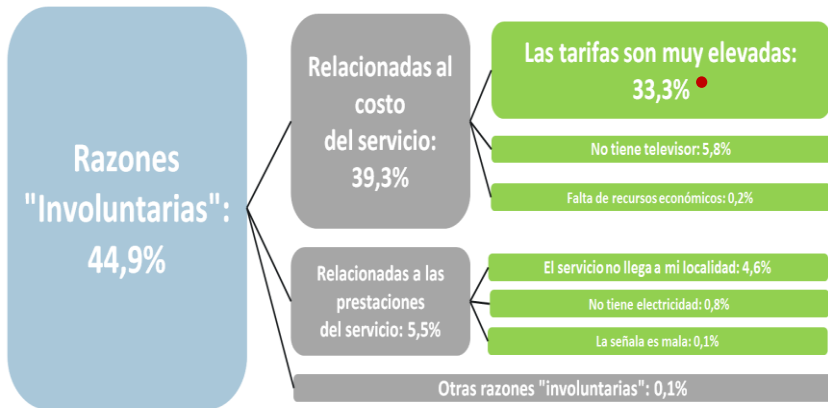 Razones
"Involuntarias":
44,9%
Relacionadas al
costo
del servicio:
39,3%
Las tarifas son muy elevadas:
33,3%
No tiene televisor: 5,8%
Falta de recursos económicos: 0,2%
Relacionadas a las
prestaciones
del servicio: 5,5%
El servicio no llega a mi localidad: 4,6%
No tiene electricidad: 0,8%
La señala es mala: 0,1%
Otras razones "involuntarias": 0,1%